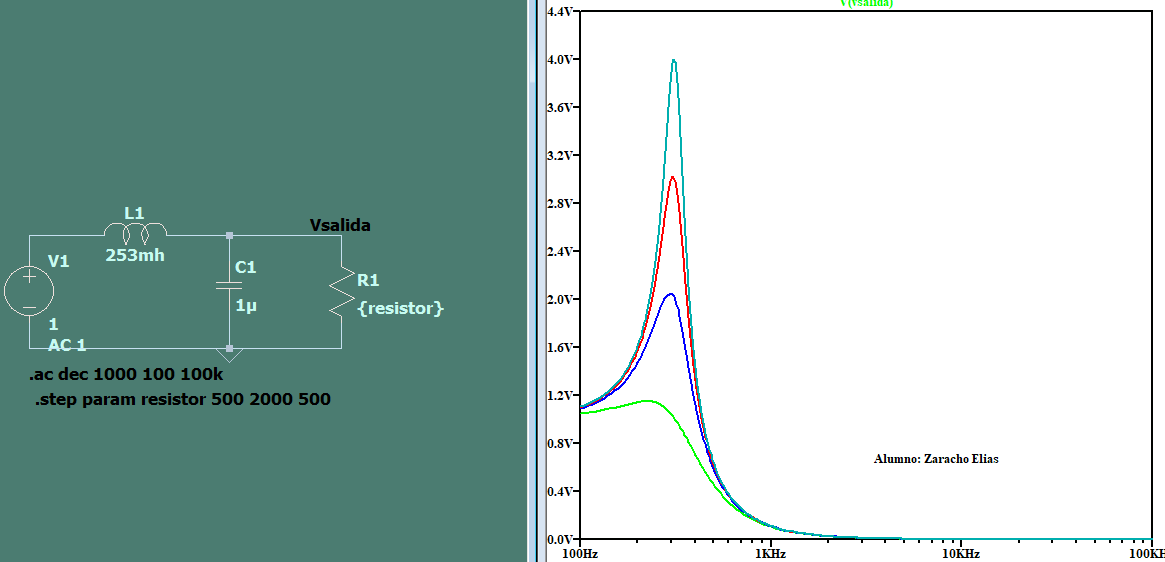 L1
Vsalida
V1
253mh
C1
R1
1µ
{resistor}
1
AC 1
.ac dec 1000 100 100k
.step param resistor 500 2000 500
V(vsalida)
4.4V
4.0V
3.6V
3.2V
2.8V
2.4V
2.0V
1.6V
1.2V
0.8V
0.4V
0.0V
Alumno: Zaracho Elias
100Hz
1KHz
10KHz
100KH